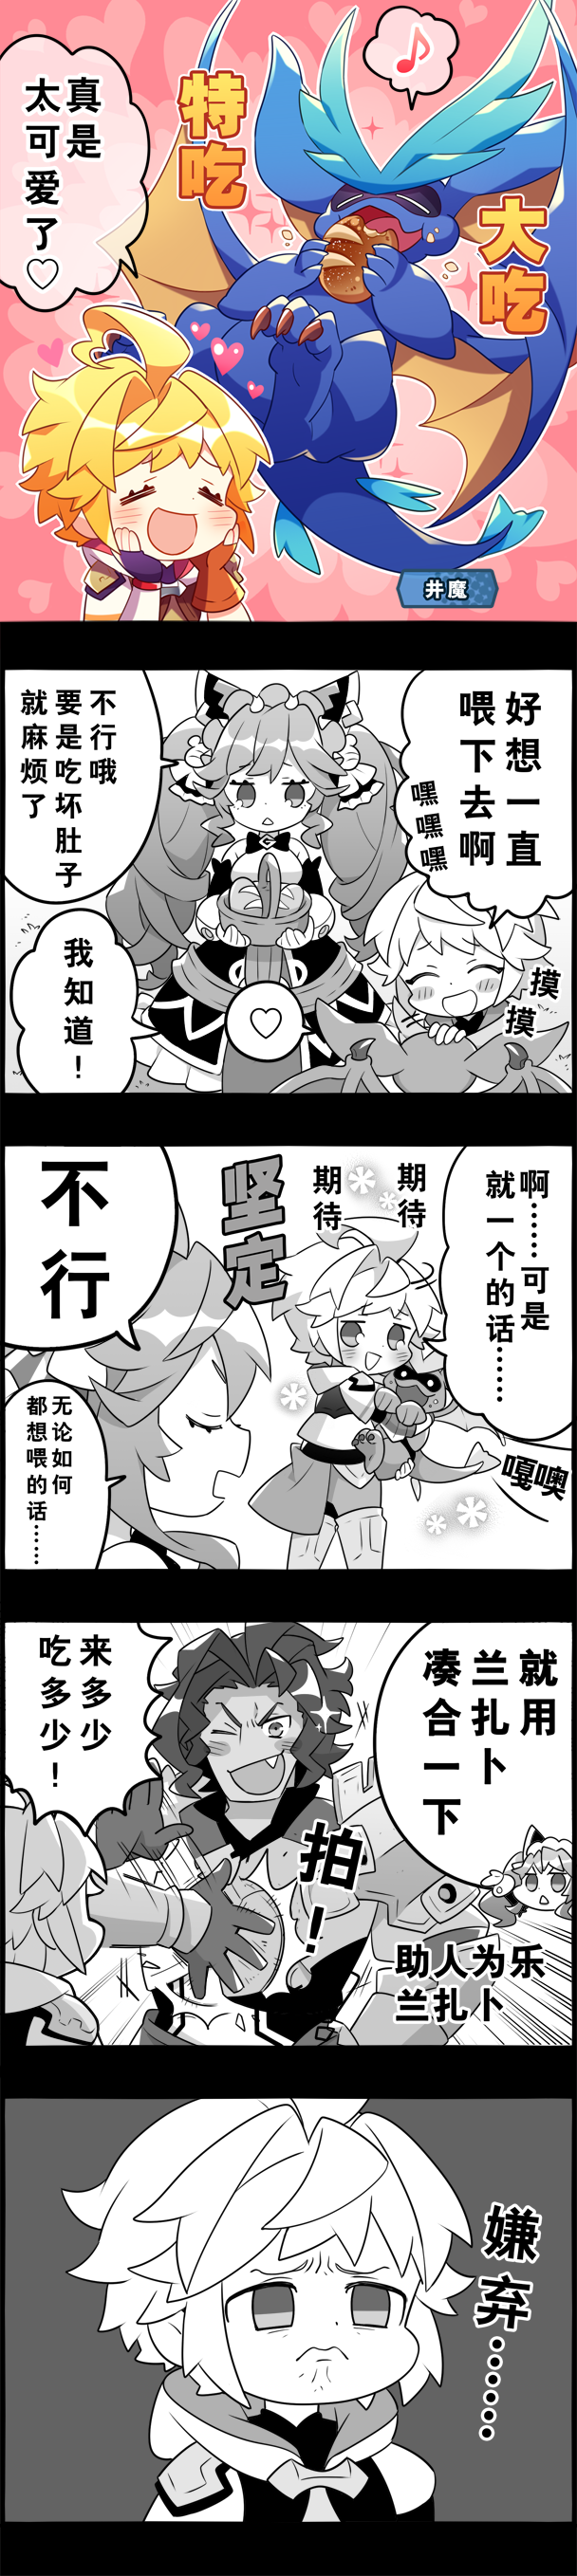 真是
太可爱了♡
特吃
大吃
井魔
好想一直
喂下去啊
嘿嘿嘿
不行哦
要是吃坏肚子
就麻烦了
我知道！
♡
摸摸
啊……可是
就一个的话……
期待
期待
嘎噢
坚定
不行
无论如何
都想喂的话……
就用
兰扎卜
凑合一下
来多少
吃多少！
拍！
助人为乐
兰扎卜
嫌弃……